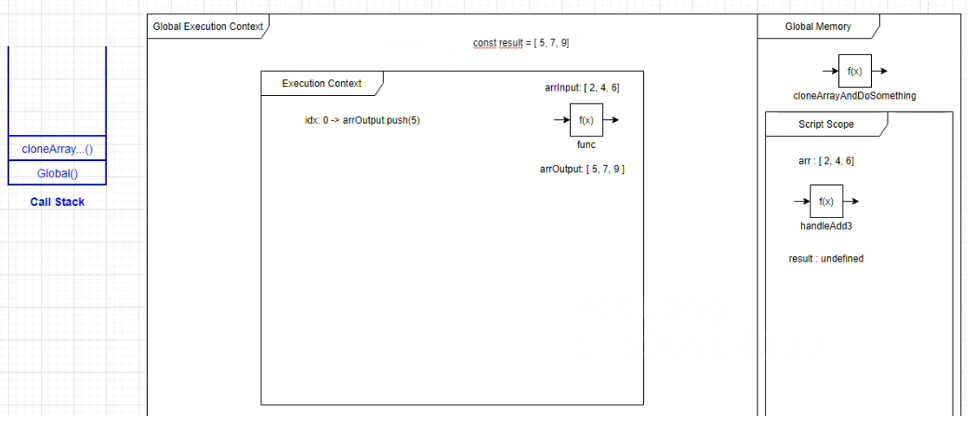 Global Execution Context
Global Memory
const result = [ 5, 7, 9]
f(x)
cloneArrayAndDoSomething
Execution Context
arrInput: [ 2, 4, 6]
idx: 0 -> arrOutput.push(5)
f(x)
func
arrOutput: [ 5, 7, 9 ]
Script Scope
arr : [ 2, 4, 6]
f(x)
handleAdd3
result : undefined
cloneArray...()
Global()
Call Stack